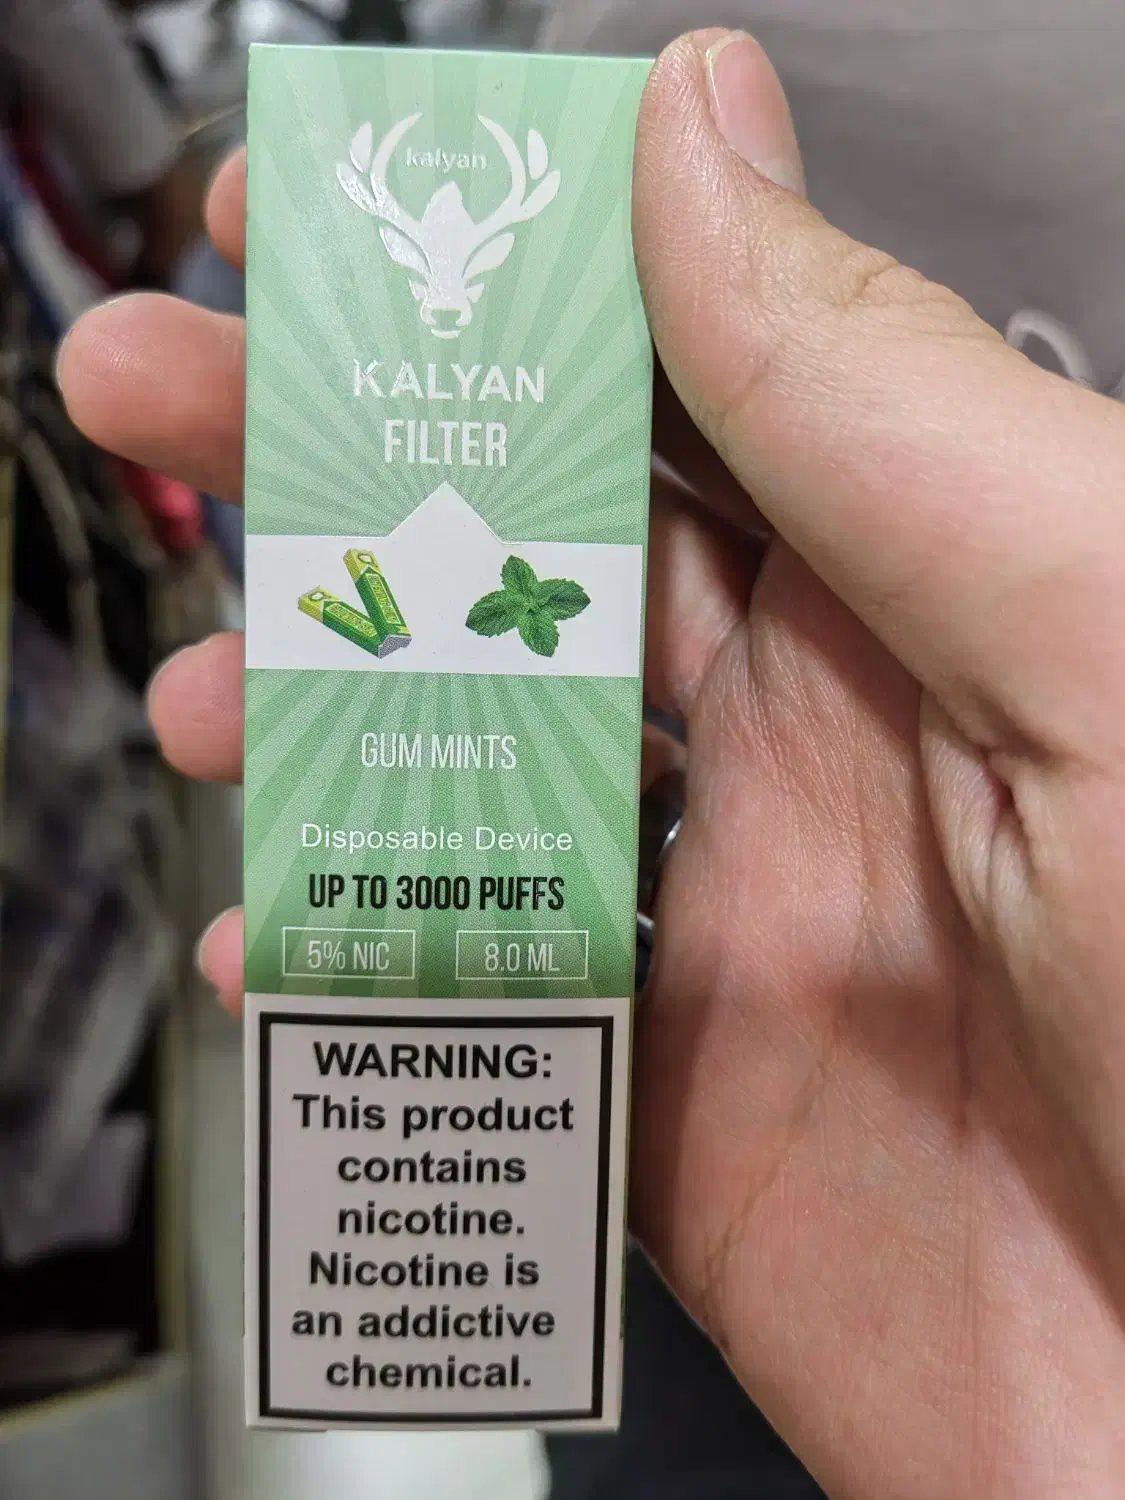 kalyan
KALYAN
FILTER
GUM MINTS
Disposable Device
UP TO 3000 PUFFS
5% NIC 8.0 ML
WARNING:
This product
contains
nicotine.
Nicotine is
an addictive
chemical.